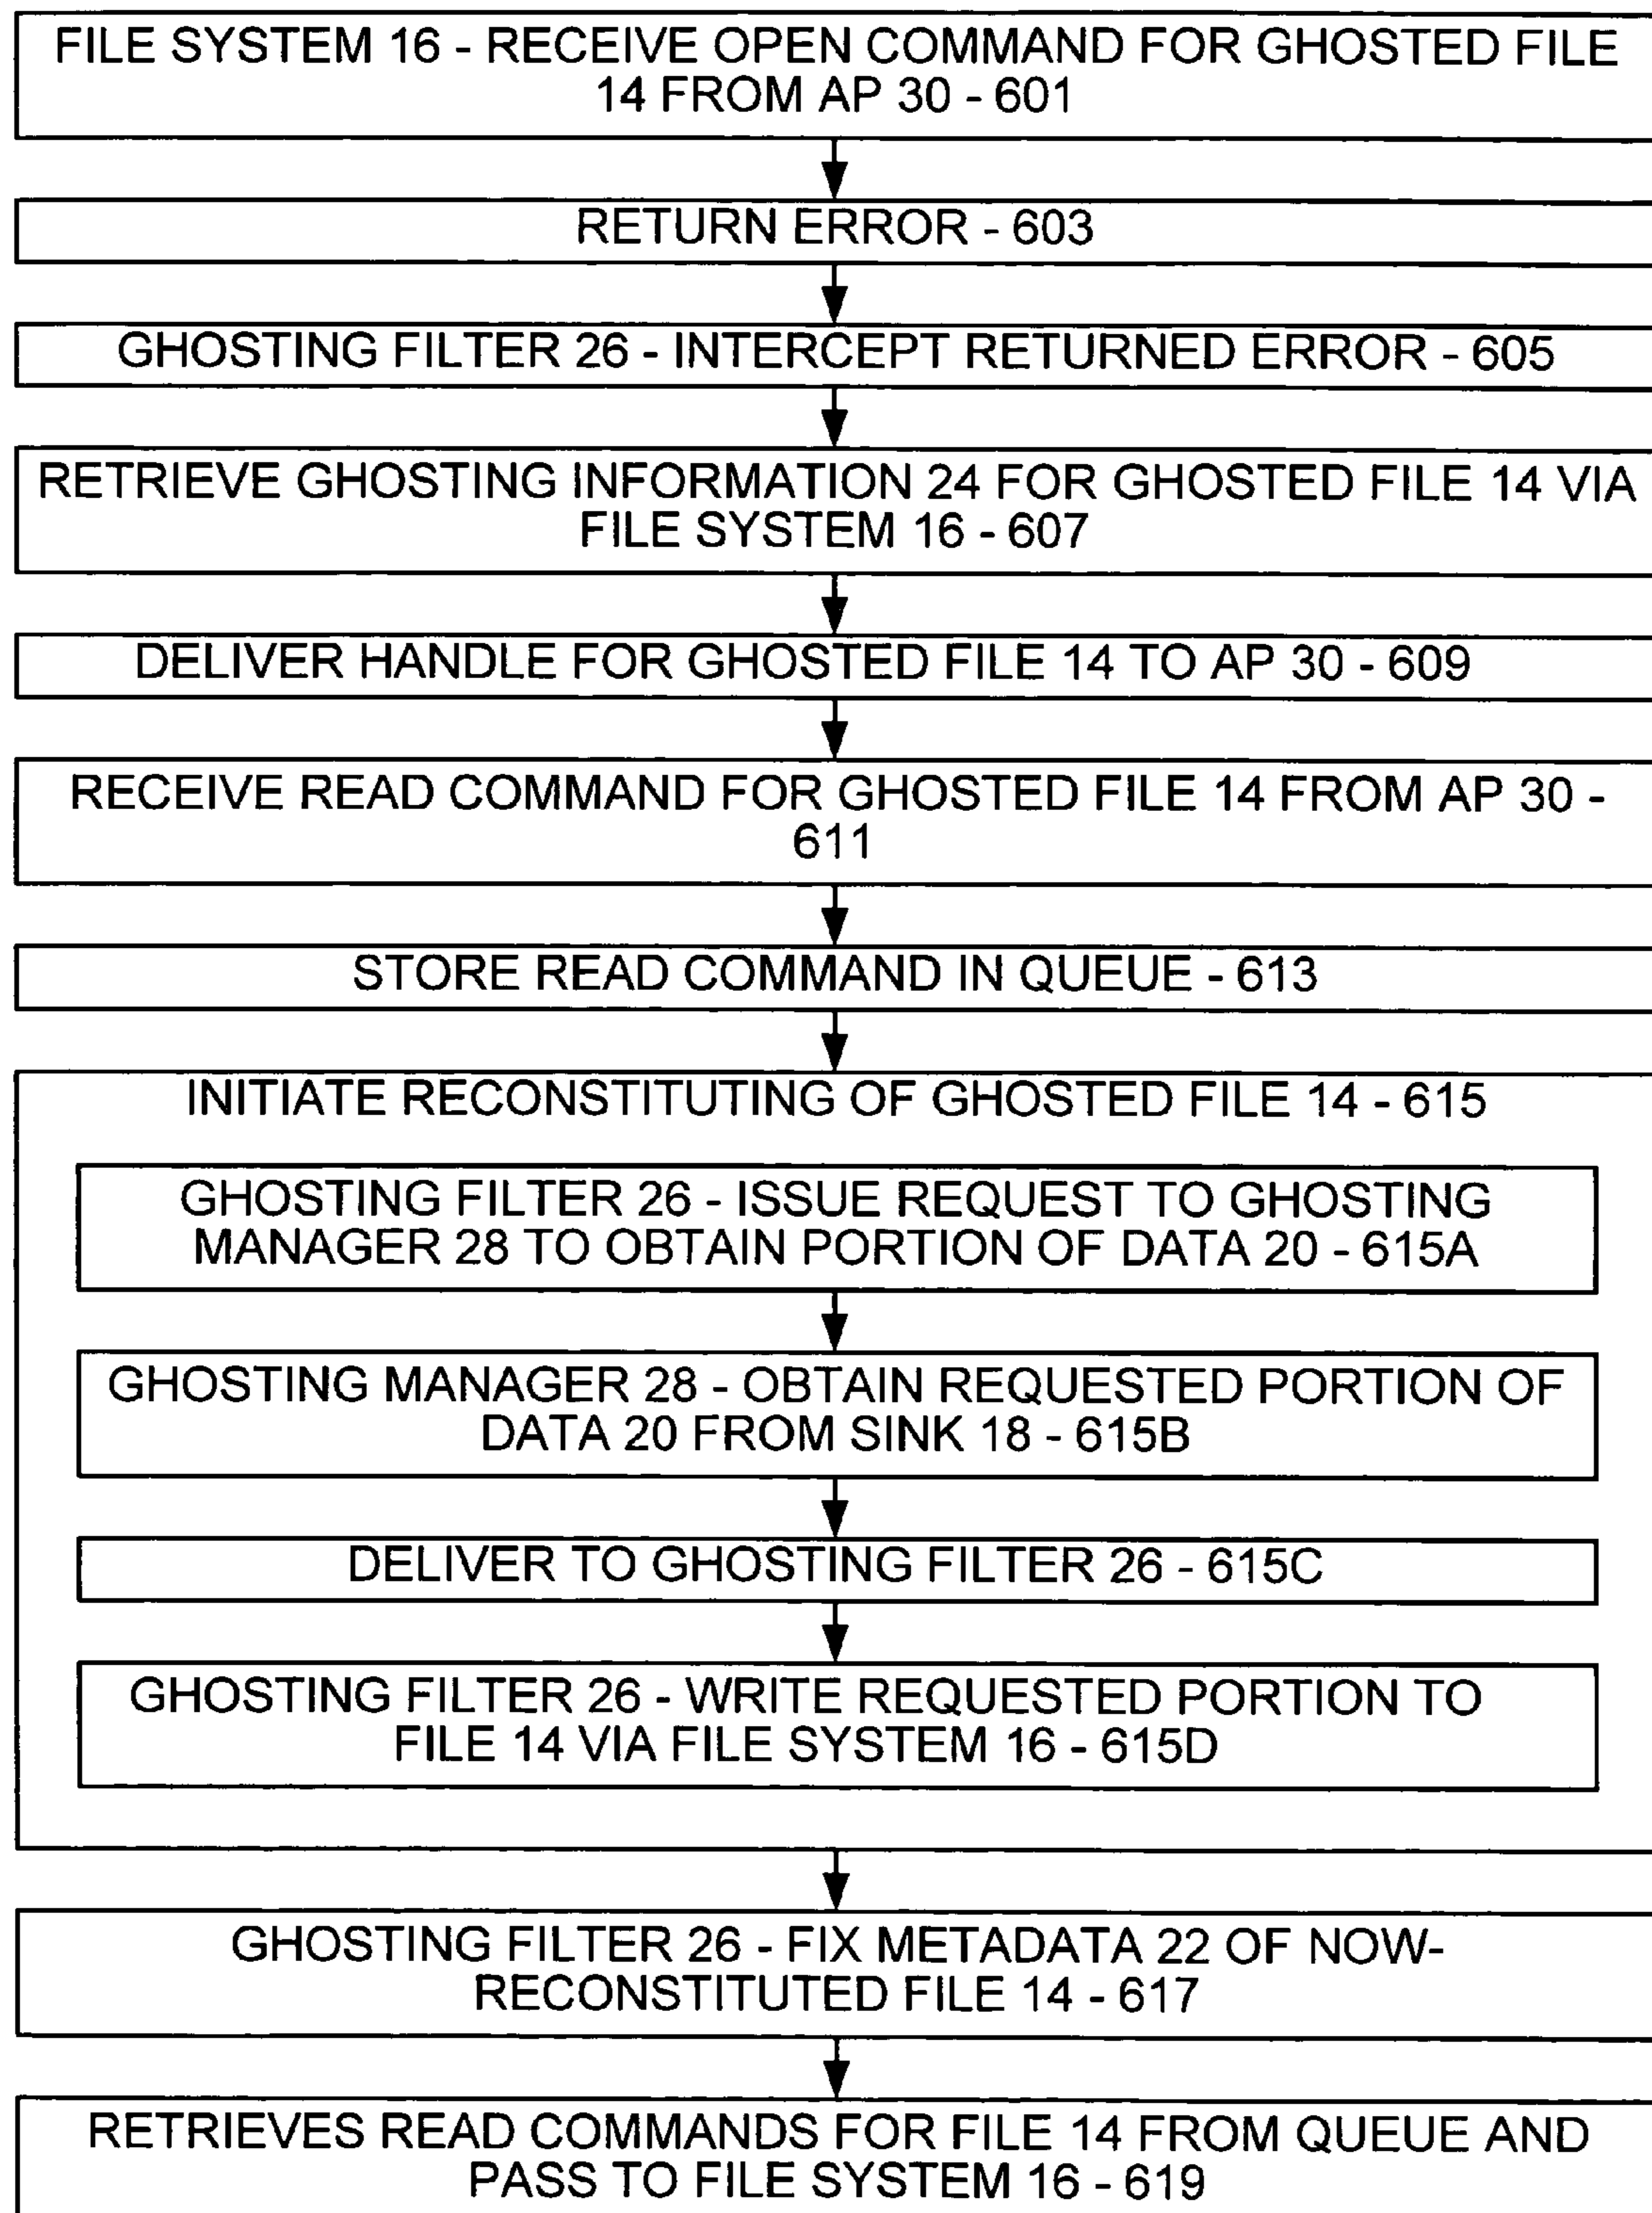 FILE SYSTEM 16 - RECEIVE OPEN COMMAND FOR GHOSTED FILE
14 FROM AP 30 - 601
RETURN ERROR - 603
GHOSTING FILTER 26 - INTERCEPT RETURNED ERROR - 605
RETRIEVE GHOSTING INFORMATION 24 FOR GHOSTED FILE 14 VIA
FILE SYSTEM 16 - 607
DELIVER HANDLE FOR GHOSTED FILE 14 TO AP 30 - 609
RECEIVE READ COMMAND FOR GHOSTED FILE 14 FROM AP 30 -
611
STORE READ COMMAND IN QUEUE - 613
INITIATE RECONSTITUTING OF GHOSTED FILE 14 - 615
GHOSTING FILTER 26 - ISSUE REQUEST TO GHOSTING
MANAGER 28 TO OBTAIN PORTION OF DATA 20 - 615A
GHOSTING MANAGER 28 - OBTAIN REQUESTED PORTION OF
DATA 20 FROM SINK 18 - 615B
DELIVER TO GHOSTING FILTER 26 - 615C
GHOSTING FILTER 26 - WRITE REQUESTED PORTION TO
FILE 14 VIA FILE SYSTEM 16 - 615D
GHOSTING FILTER 26 - FIX METADATA 22 OF NOW-
RECONSTITUTED FILE 14 - 617
RETRIEVES READ COMMANDS FOR FILE 14 FROM QUEUE AND
PASS TO FILE SYSTEM 16 - 619